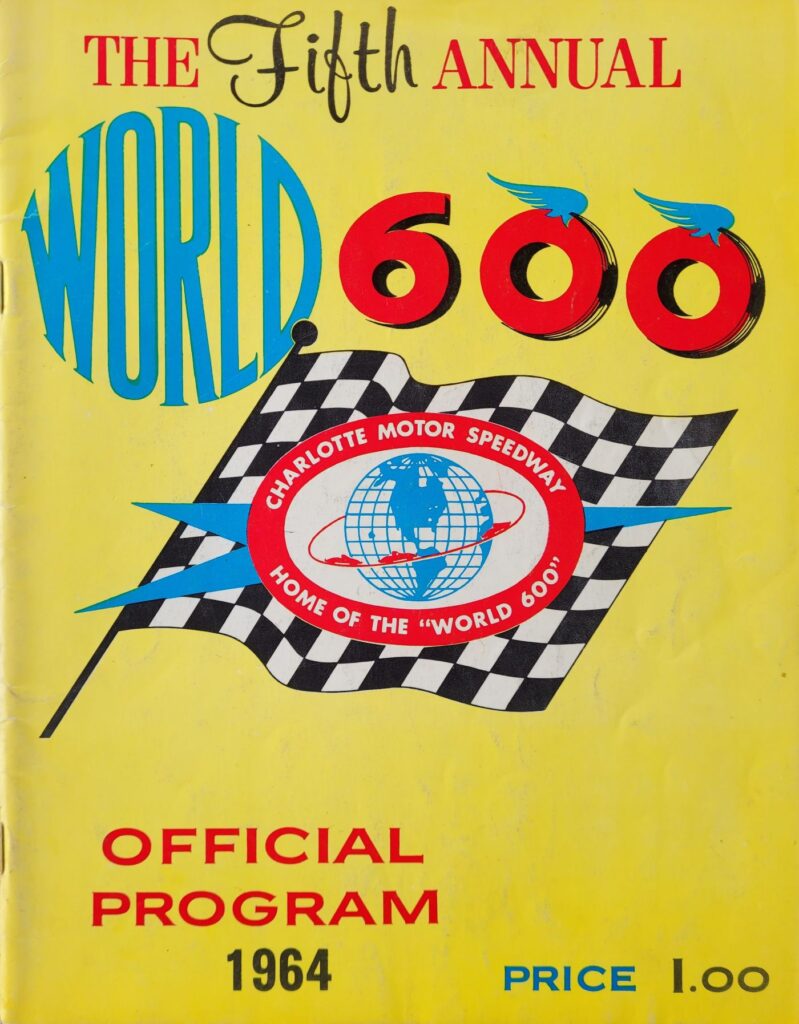 THE Fifth ANNUAL
WORLD 600
CHARLOTTE MOTOR SPEEDWAY
HOME OF THE "WORLD 600"
OFFICIAL
PROGRAM
1964
PRICE 1.00